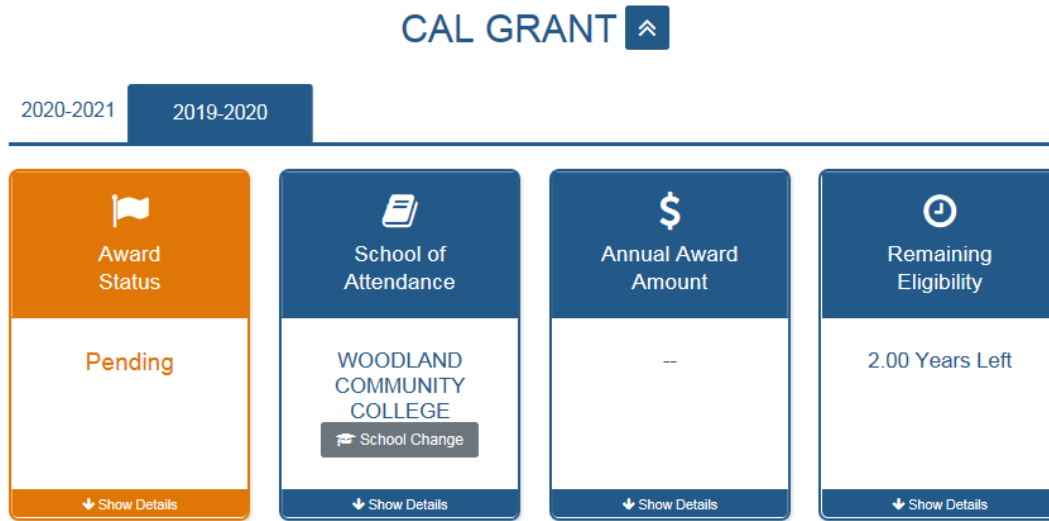 CAL GRANT
2020-2021
2019-2020
Award
Status
Pending
Show Details
School of
Attendance
WOODLAND
COMMUNITY
COLLEGE
School Change
Show Details
Annual Award
Amount
--
Show Details
Remaining
Eligibility
2.00 Years Left
Show Details